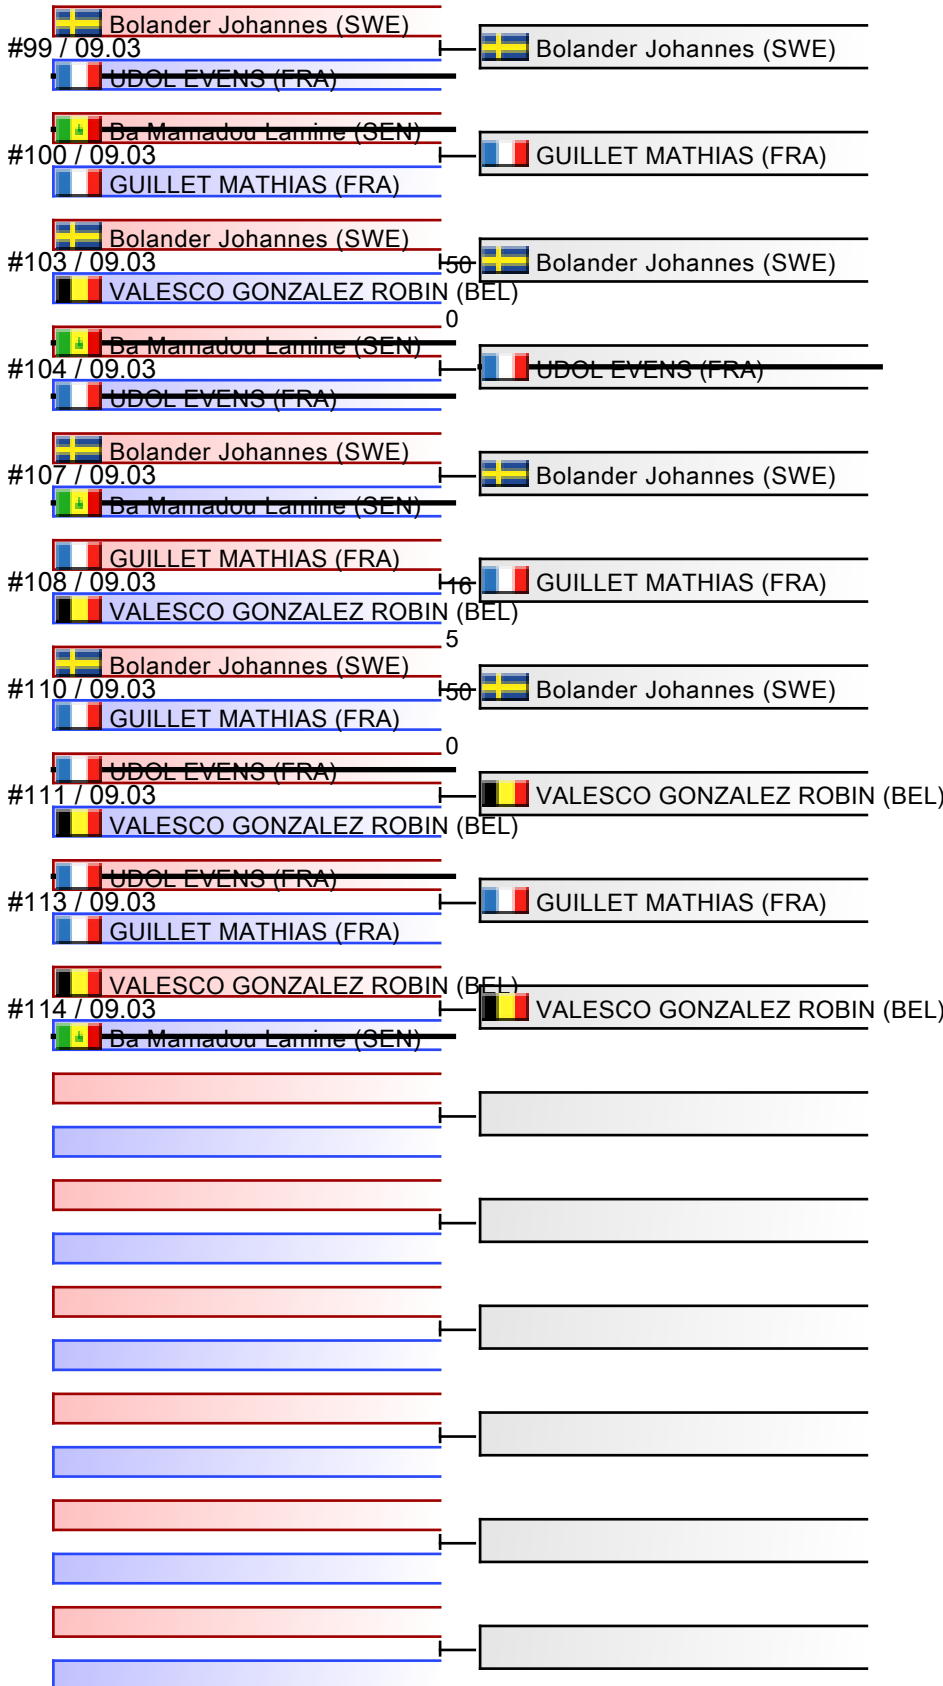 Bolander Johannes (SWE)
#99 / 09.03
Bolander Johannes (SWE)
UDOL EVENS (FRA)
Ba Mamadou Lamine (SEN)
#100 / 09.03
GUILLET MATHIAS (FRA)
GUILLET MATHIAS (FRA)
Bolander Johannes (SWE)
#103 / 09.03
50
Bolander Johannes (SWE)
VALESCO GONZALEZ ROBIN (BEL)
0
Ba Mamadou Lamine (SEN)
#104 / 09.03
UDOL EVENS (FRA)
UDOL EVENS (FRA)
Bolander Johannes (SWE)
#107 / 09.03
Bolander Johannes (SWE)
Ba Mamadou Lamine (SEN)
GUILLET MATHIAS (FRA)
#108 / 09.03
16
GUILLET MATHIAS (FRA)
VALESCO GONZALEZ ROBIN (BEL)
5
Bolander Johannes (SWE)
#110 / 09.03
50
Bolander Johannes (SWE)
GUILLET MATHIAS (FRA)
0
UDOL EVENS (FRA)
#111 / 09.03
VALESCO GONZALEZ ROBIN (BEL)
VALESCO GONZALEZ ROBIN (BEL)
UDOL EVENS (FRA)
#113 / 09.03
GUILLET MATHIAS (FRA)
GUILLET MATHIAS (FRA)
VALESCO GONZALEZ ROBIN (BEL)
#114 / 09.03
VALESCO GONZALEZ ROBIN (BEL)
Ba Mamadou Lamine (SEN)